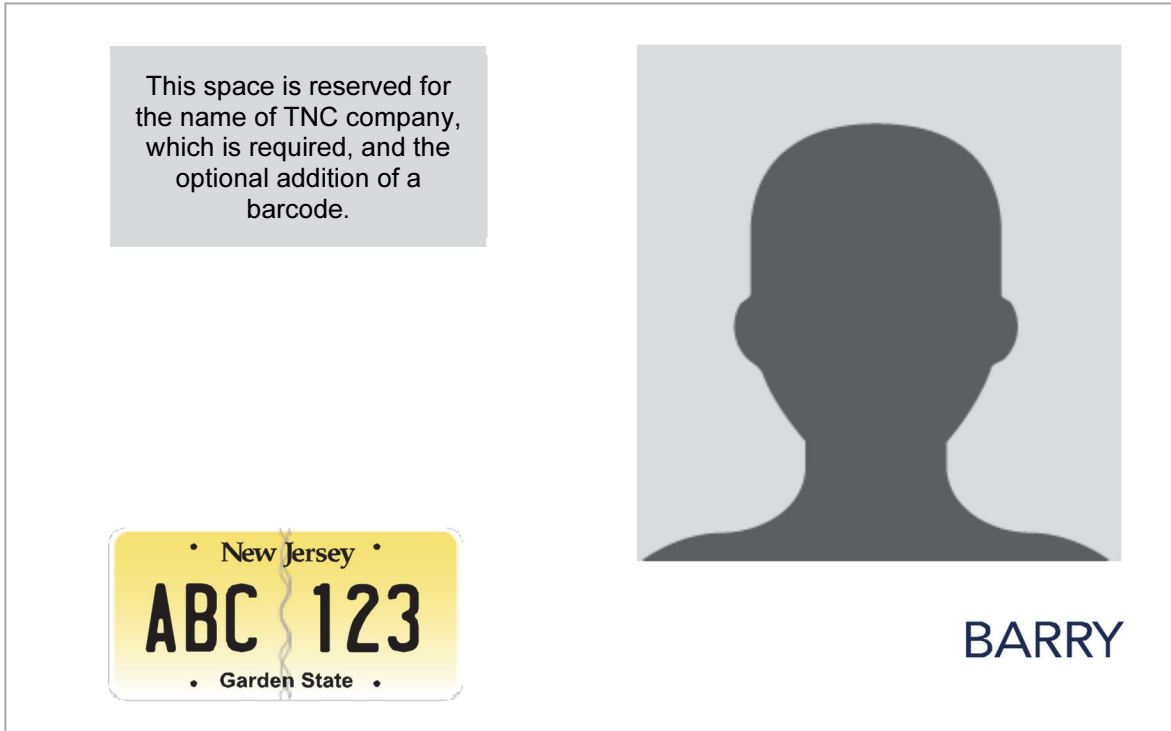 This space is reserved for
the name of TNC company,
which is required, and the
optional addition of a
barcode.
New Jersey
ABC 123
Garden State
BARRY